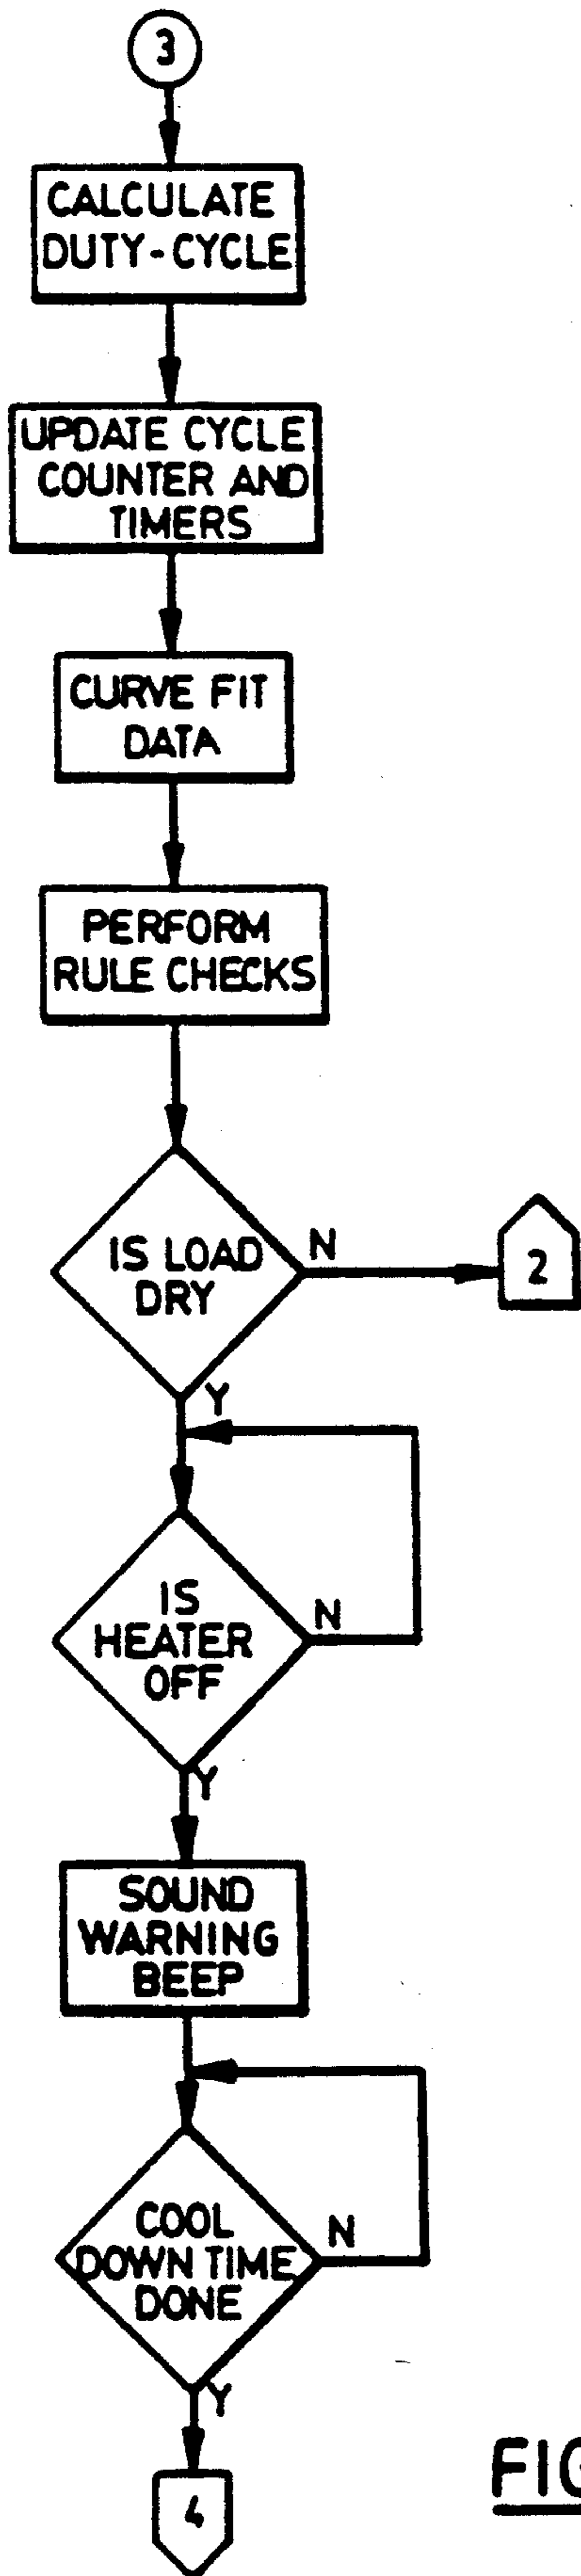 3
CALCULATE
DUTY-CYCLE
UPDATE CYCLE
COUNTER AND
TIMERS
CURVE FIT
DATA
PERFORM
RULE CHECKS
IS LOAD
DRY
N
2
Y
IS
HEATER
OFF
N
Y
SOUND
WARNING
BEEP
COOL
DOWN TIME
DONE
N
Y
4
FIG